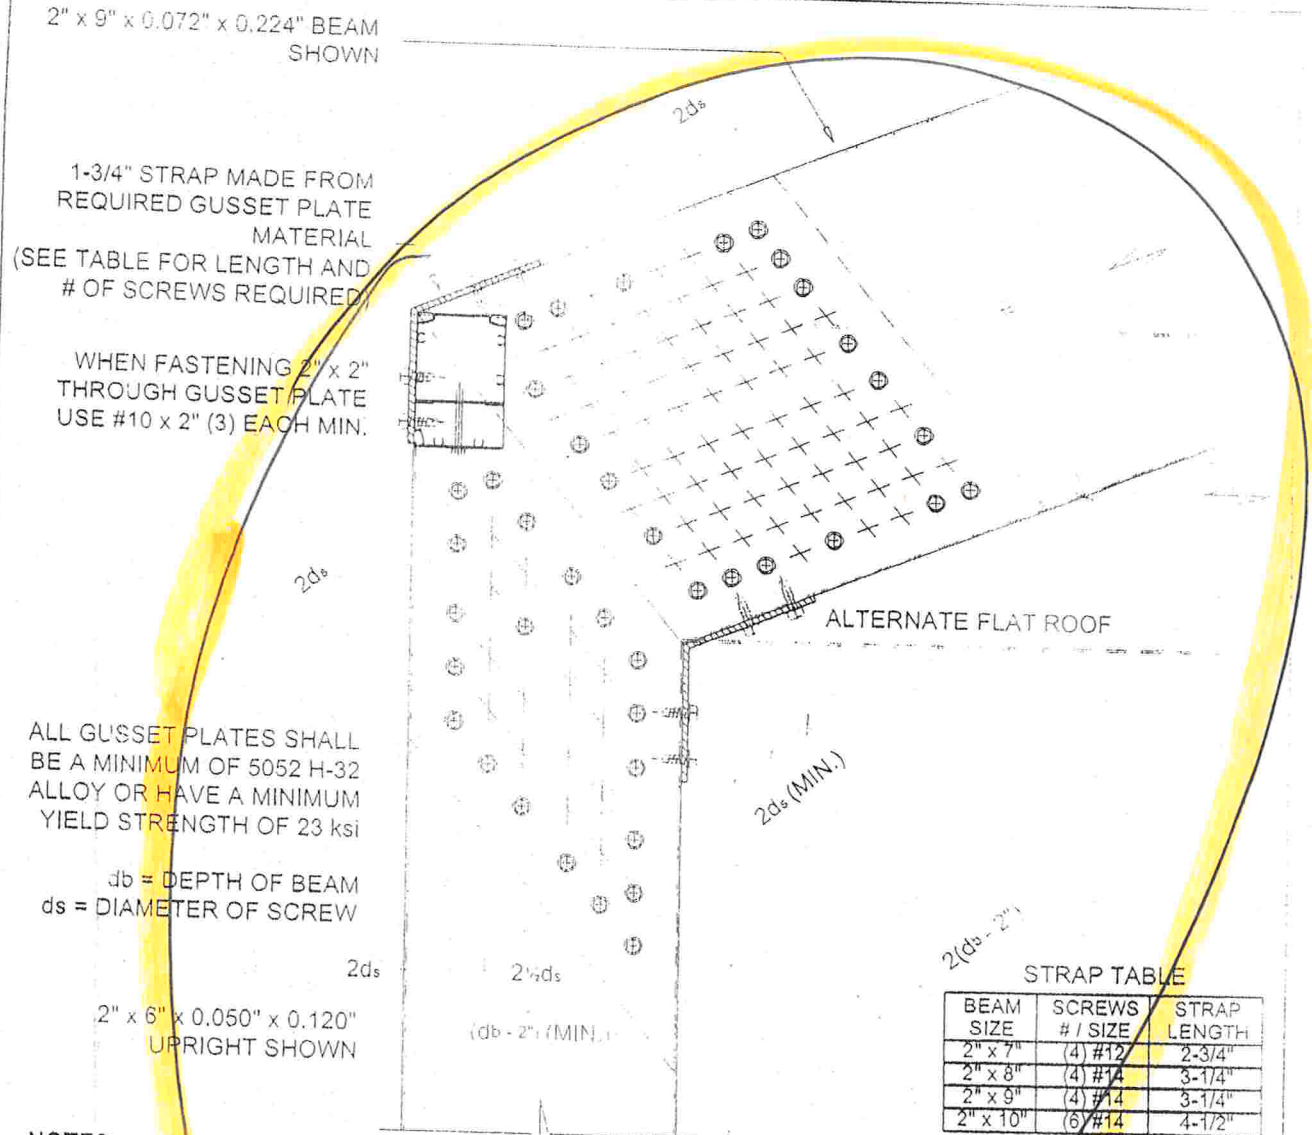 2" x 9" x 0.072" x 0.224" BEAM
SHOWN
2ds
1-3/4" STRAP MADE FROM
REQUIRED GUSSET PLATE
MATERIAL
(SEE TABLE FOR LENGTH AND
# OF SCREWS REQUIRED)
WHEN FASTENING 2" x 2"
THROUGH GUSSET PLATE
USE #10 x 2" (3) EACH MIN.
2ds
ALTERNATE FLAT ROOF
ALL GUSSET PLATES SHALL
BE A MINIMUM OF 5052 H-32
ALLOY OR HAVE A MINIMUM
YIELD STRENGTH OF 23 ksi
2ds (MIN.)
db = DEPTH OF BEAM
ds = DIAMETER OF SCREW
2ds
2½ds
2(db - 2")
2" x 6" x 0.050" x 0.120"
UPRIGHT SHOWN
(db - 2") (MIN.)
STRAP TABLE
BEAM SIZE SCREWS # / SIZE STRAP LENGTH
2" x 7" (4) #12 2-3/4"
2" x 8" (4) #14 3-1/4"
2" x 9" (4) #14 3-1/4"
2" x 10" (6) #14 4-1/2"